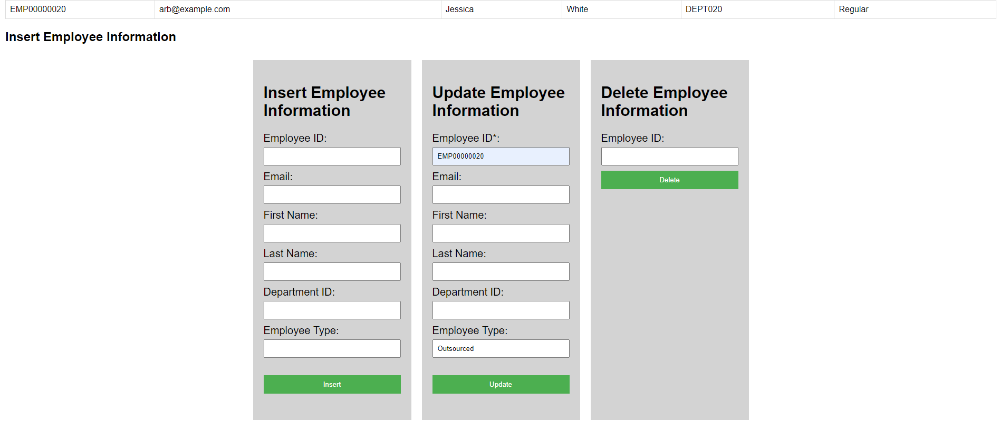 EMP00000020 arb@example.com Jessica White DEPT020 Regular
Insert Employee Information
Insert Employee
Information
Employee ID:
Email:
First Name:
Last Name:
Department ID:
Employee Type:
Insert
Update Employee
Information
Employee ID*:
EMP00000020
Email:
First Name:
Last Name:
Department ID:
Employee Type:
Outsourced
Update
Delete Employee
Information
Employee ID:
Delete